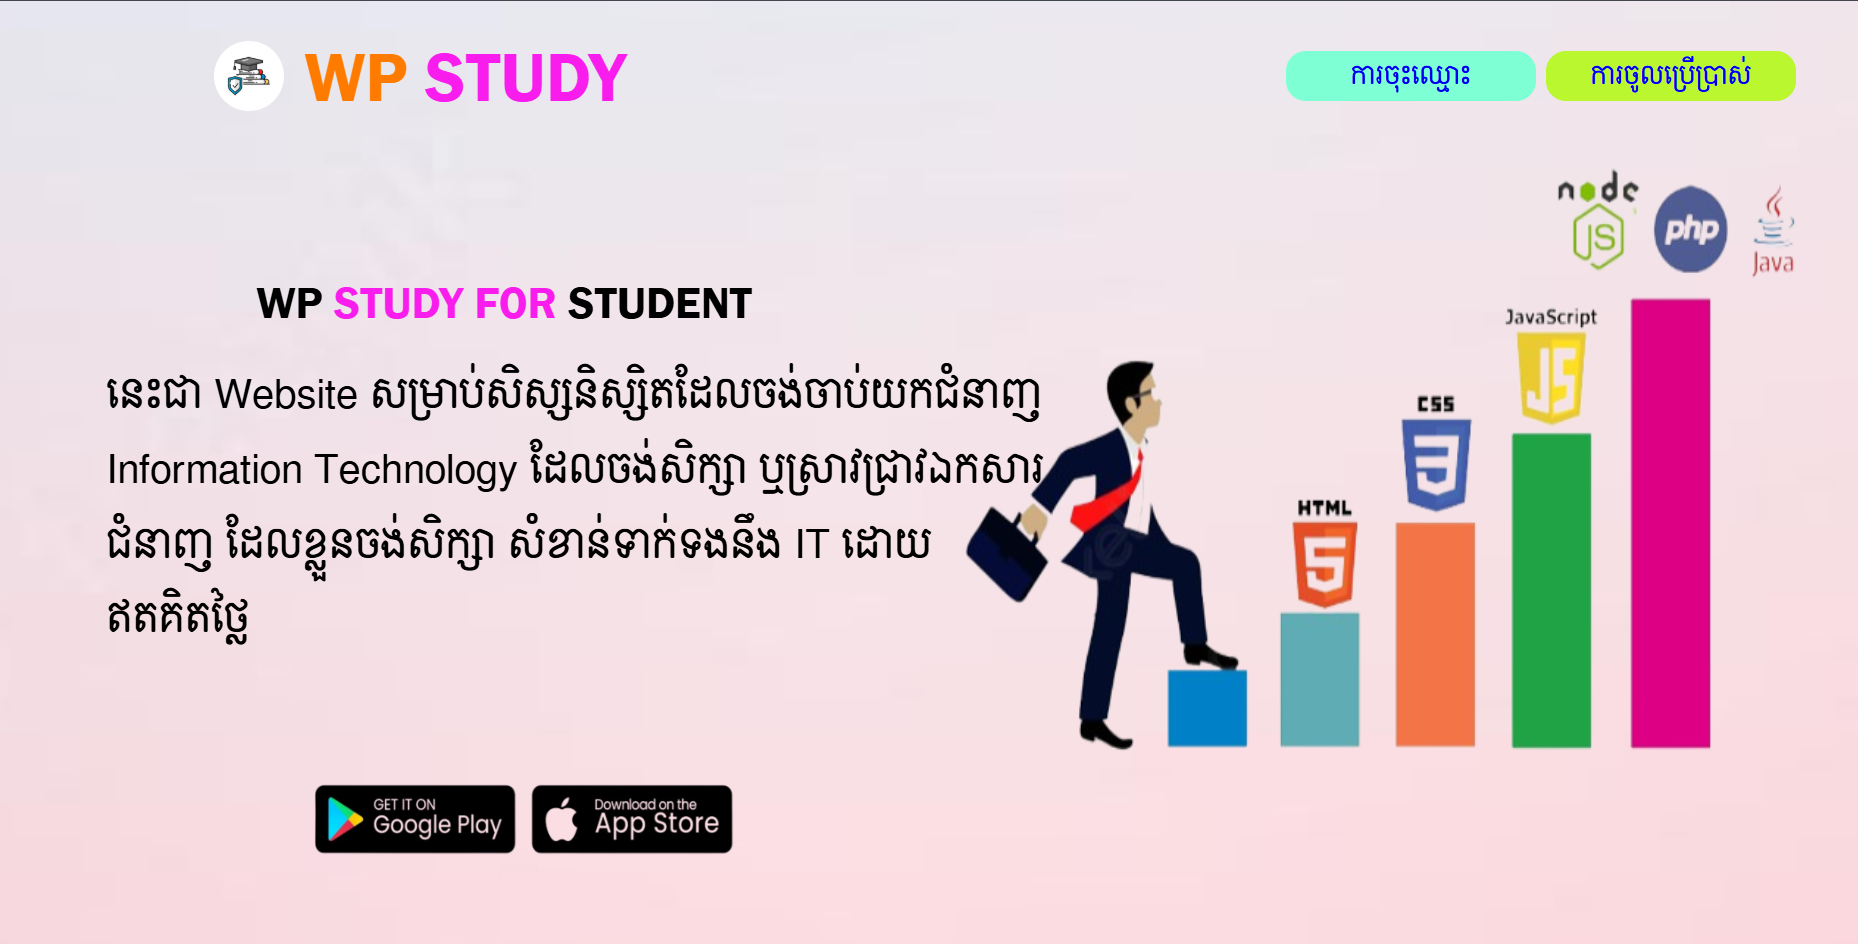 WP STUDY
ការចុះឈ្មោះ
ការចូលប្រើប្រាស់
WP STUDY FOR STUDENT
នេះជា Website សម្រាប់សិស្សនិស្សិតដែលចង់ចាប់យកជំនាញ
Information Technology ដែលចង់សិក្សា ឬស្រាវជ្រាវឯកសារ
ជំនាញ ដែលខ្លួនចង់សិក្សា សំខាន់ទាក់ទងនឹង IT ដោយ
ឥតគិតថ្លៃ
node
JS
php
Java
JavaScript
JS
CSS
3
HTML
5
GET IT ON
Google Play
Download on the
App Store